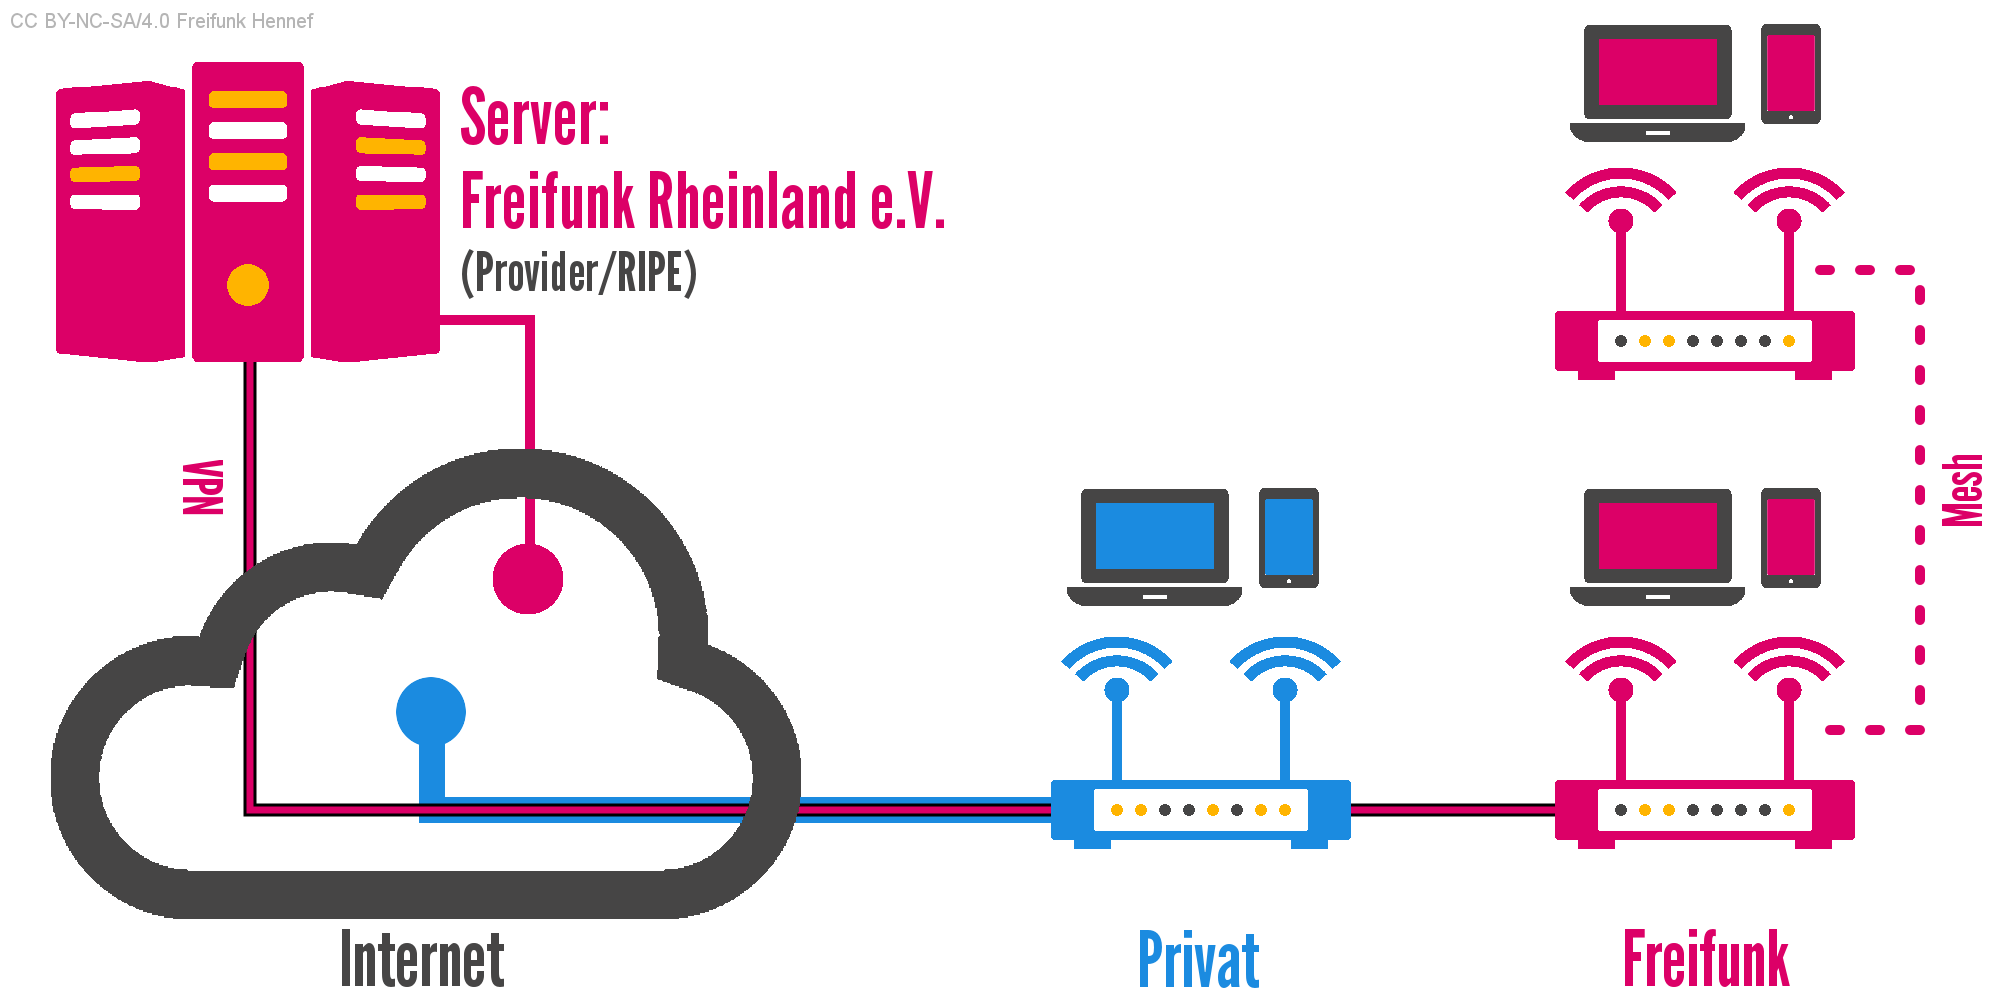 CC BY-NC-SA/4.0 Freifunk Hennef
Server:
Freifunk Rheinland e.V.
(Provider/RIPE)
VPN
Mesh
Internet
Privat
Freifunk